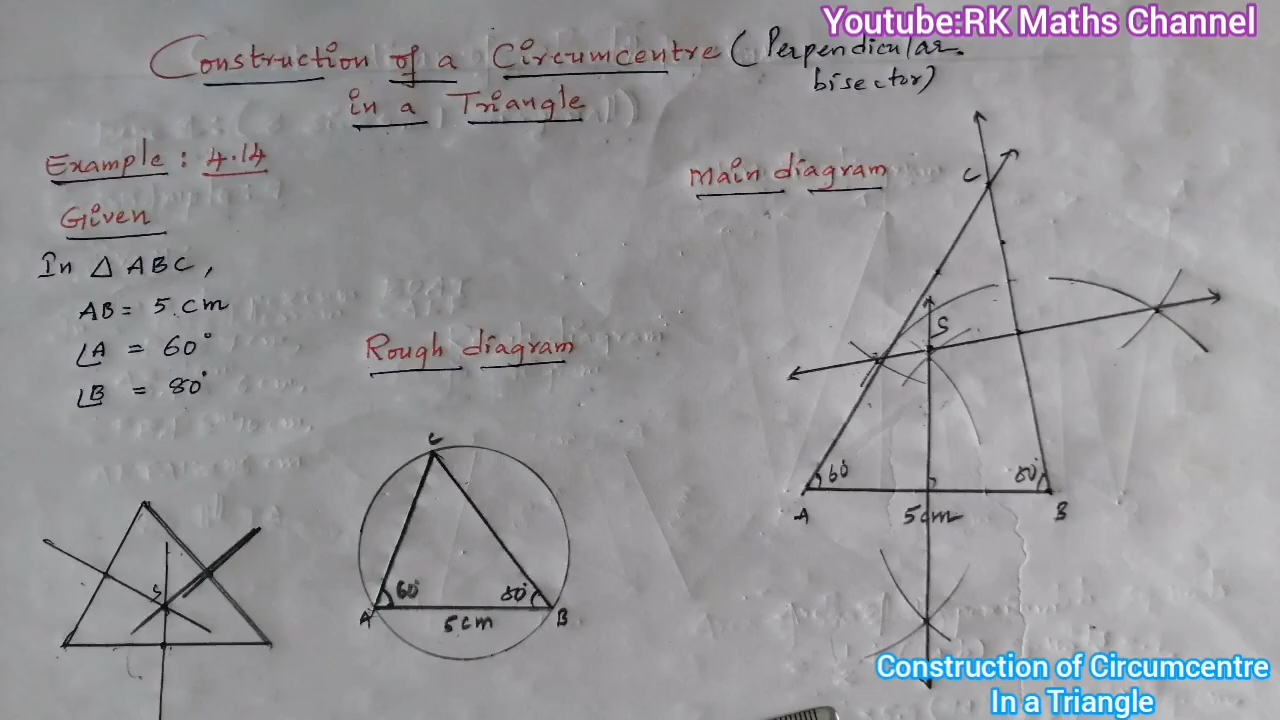 Youtube:RK Maths Channel
Construction of a Circumcentre (Perpendicular
bisector)
in a Triangle
Example : 4.14
Given
In △ ABC,
AB = 5 cm
∠A = 60°
∠B = 80°
Rough diagram
C
60°
80°
A
B
5cm
S
Main diagram
C
S
60°
80°
A
5cm
B
Construction of Circumcentre
In a Triangle